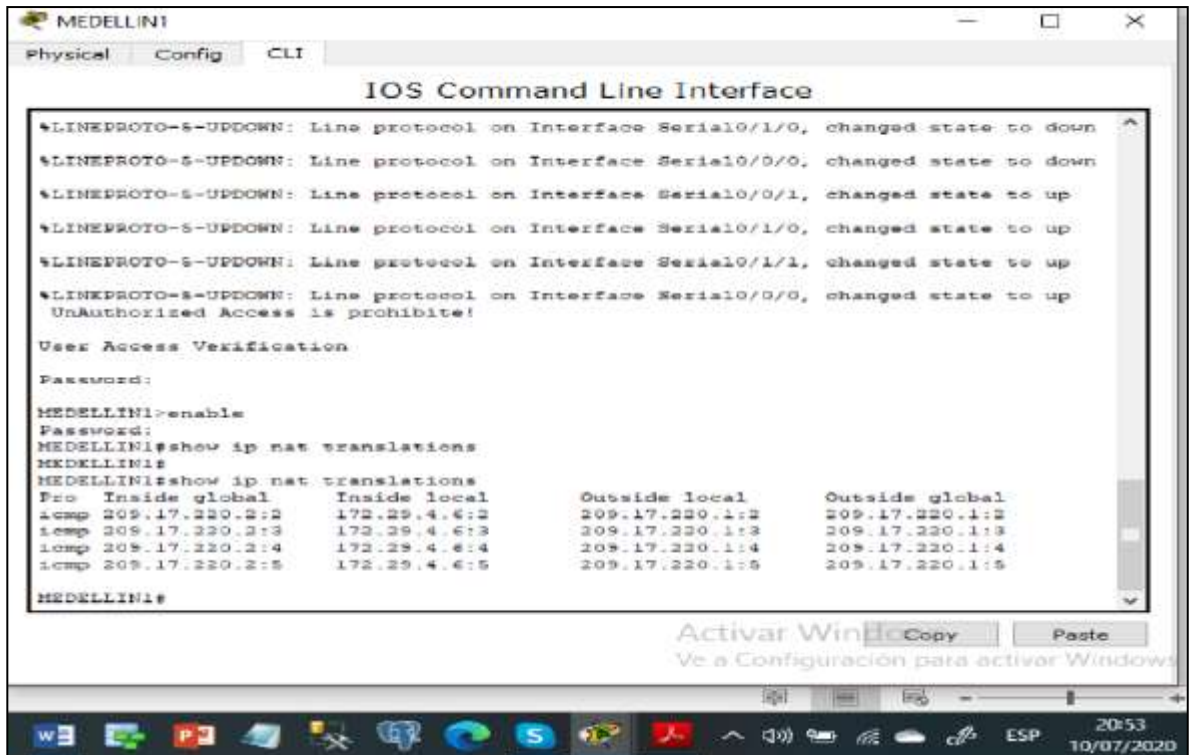 MEDELLIN1
Physical Config CLI
IOS Command Line Interface
%LINEPROTO-5-UPDOWN: Line protocol on Interface Serial0/1/0, changed state to down
%LINEPROTO-5-UPDOWN: Line protocol on Interface Serial0/0/0, changed state to down
%LINEPROTO-5-UPDOWN: Line protocol on Interface Serial0/0/1, changed state to up
%LINEPROTO-5-UPDOWN: Line protocol on Interface Serial0/1/0, changed state to up
%LINEPROTO-5-UPDOWN: Line protocol on Interface Serial0/1/1, changed state to up
%LINEPROTO-5-UPDOWN: Line protocol on Interface Serial0/0/0, changed state to up
UnAuthorized Access is prohibite!
User Access Verification
Password:
MEDELLIN1>enable
Password:
MEDELLIN1#show ip nat translations
MEDELLIN1#
MEDELLIN1#show ip nat translations
Pro Inside global Inside local Outside local Outside global
icmp 209.17.220.2:2 172.29.4.6:2 209.17.220.1:2 209.17.220.1:2
icmp 209.17.220.2:3 172.29.4.6:3 209.17.220.1:3 209.17.220.1:3
icmp 209.17.220.2:4 172.29.4.6:4 209.17.220.1:4 209.17.220.1:4
icmp 209.17.220.2:5 172.29.4.6:5 209.17.220.1:5 209.17.220.1:5
MEDELLIN1#
Activar Windows
Copy Paste
Ve a Configuración para activar Windows
20:53
ESP
10/07/2020